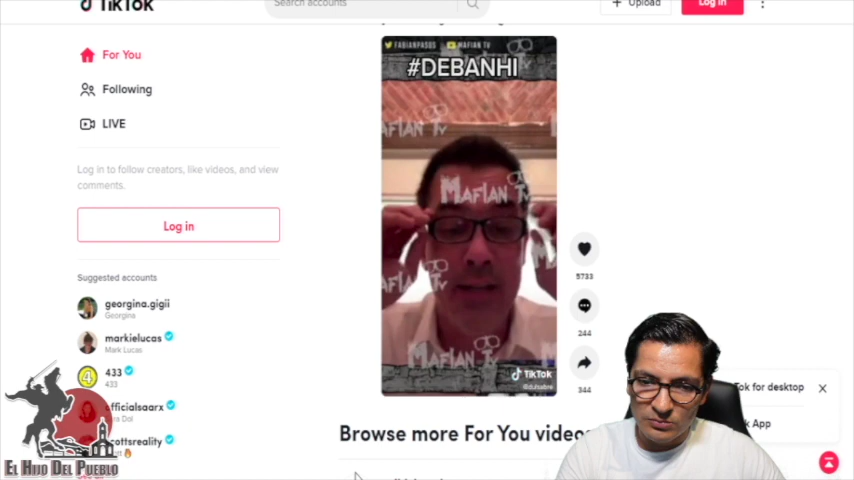 TikTok
Search accounts
+ Upload
Log in
For You
Following
LIVE
Log in to follow creators, like videos, and view
comments.
Log in
Suggested accounts
georgina.gigii
Georgina
markielucas
Mark Lucas
433
433
officialsaarx
Dol
scottsreality
EL HIJO DEL PUEBLO
FABIANPASOS MAFIAN TV
#DEBANHI
MAFIAN TV
MAFIAN TV
TikTok
5733
244
344
Tok for desktop
k App
Browse more For You videos